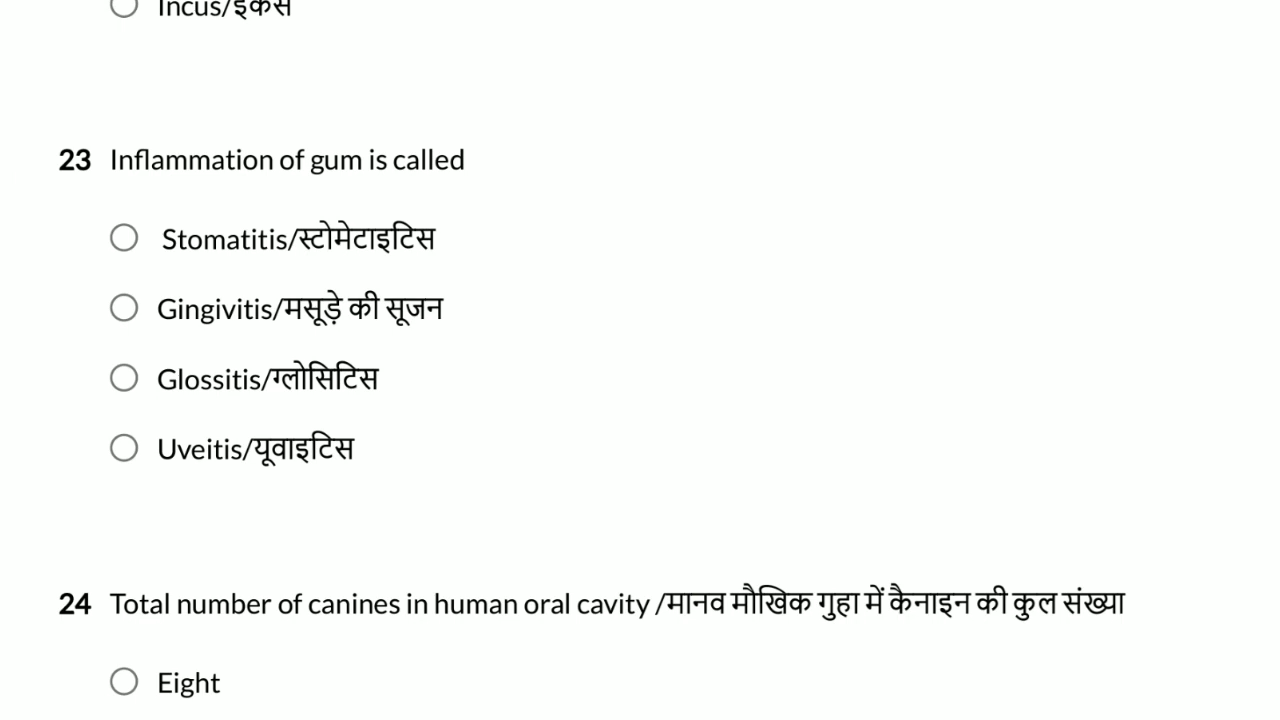 Incus/इंकस
23 Inflammation of gum is called
Stomatitis/स्टोमेटाइटिस
Gingivitis/मसूड़े की सूजन
Glossitis/ग्लोसिटिस
Uveitis/यूवाइटिस
24 Total number of canines in human oral cavity /मानव मौखिक गुहा में कैनाइन की कुल संख्या
Eight